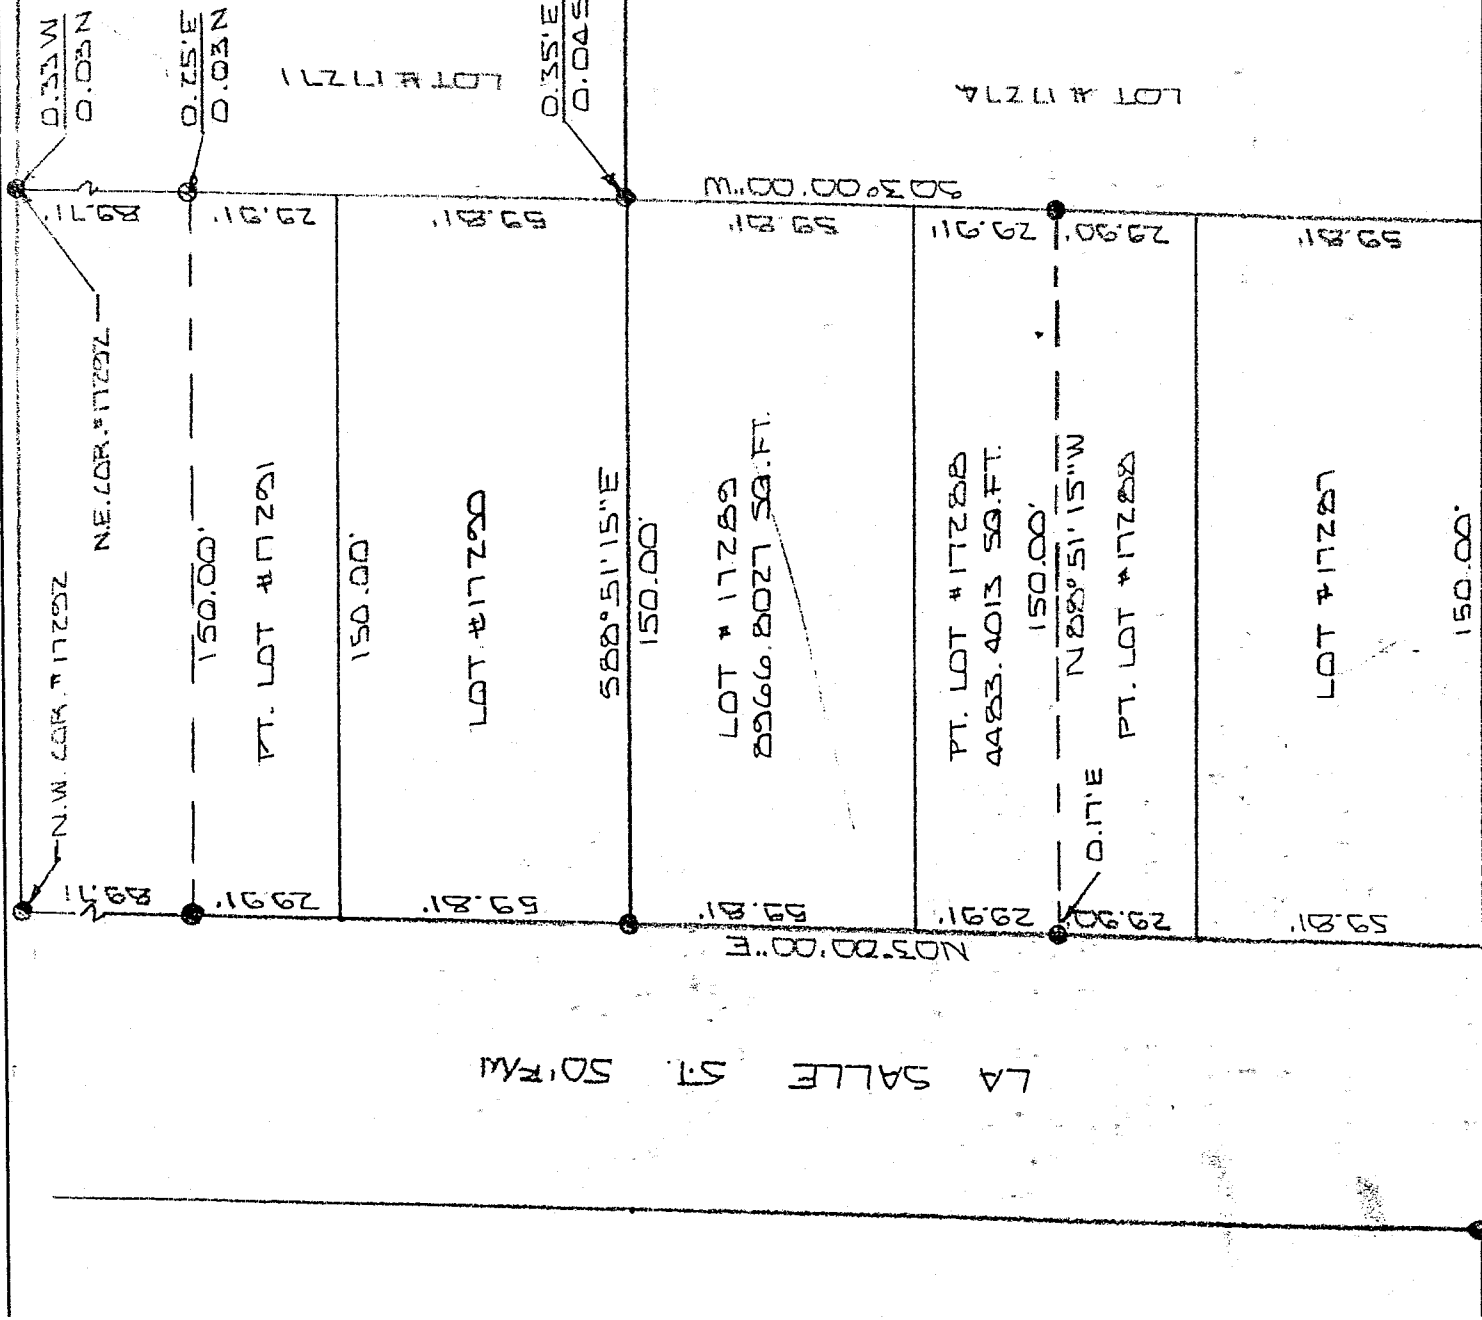 0.33'W
0.03'N
0.25'E
0.03'N
LOT # 17271
0.35'E
0.04'S
LOT # 17274
S03°00'00"W
89.71'
29.91'
59.81'
59.81'
29.91'
29.90'
59.81'
N.E. COR. #17292
N.W. COR. #17292
150.00'
PT. LOT #17291
150.00'
LOT #17290
S88°51'15"E
150.00'
LOT #17289
8966.8027 SQ.FT.
PT. LOT #17288
4483.4013 SQ.FT.
150.00'
N88°51'15"W
PT. LOT #17288
0.17'E
LOT #17287
150.00'
89.71'
29.91'
59.81'
59.81'
29.91'
29.90'
59.81'
N03°00'00"E
LA SALLE ST. 50' R/W